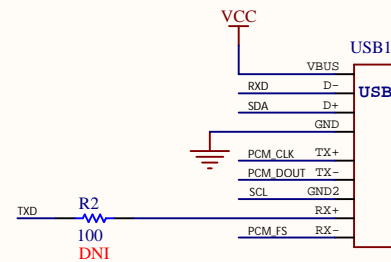 VCC
USB1
VBUS
USB
RXD D-
SDA D+
GND
PCM_CLK TX+
PCM_DOUT TX-
SCL GND2
TXD R2 RX+
100
DNI
PCM_FS RX-